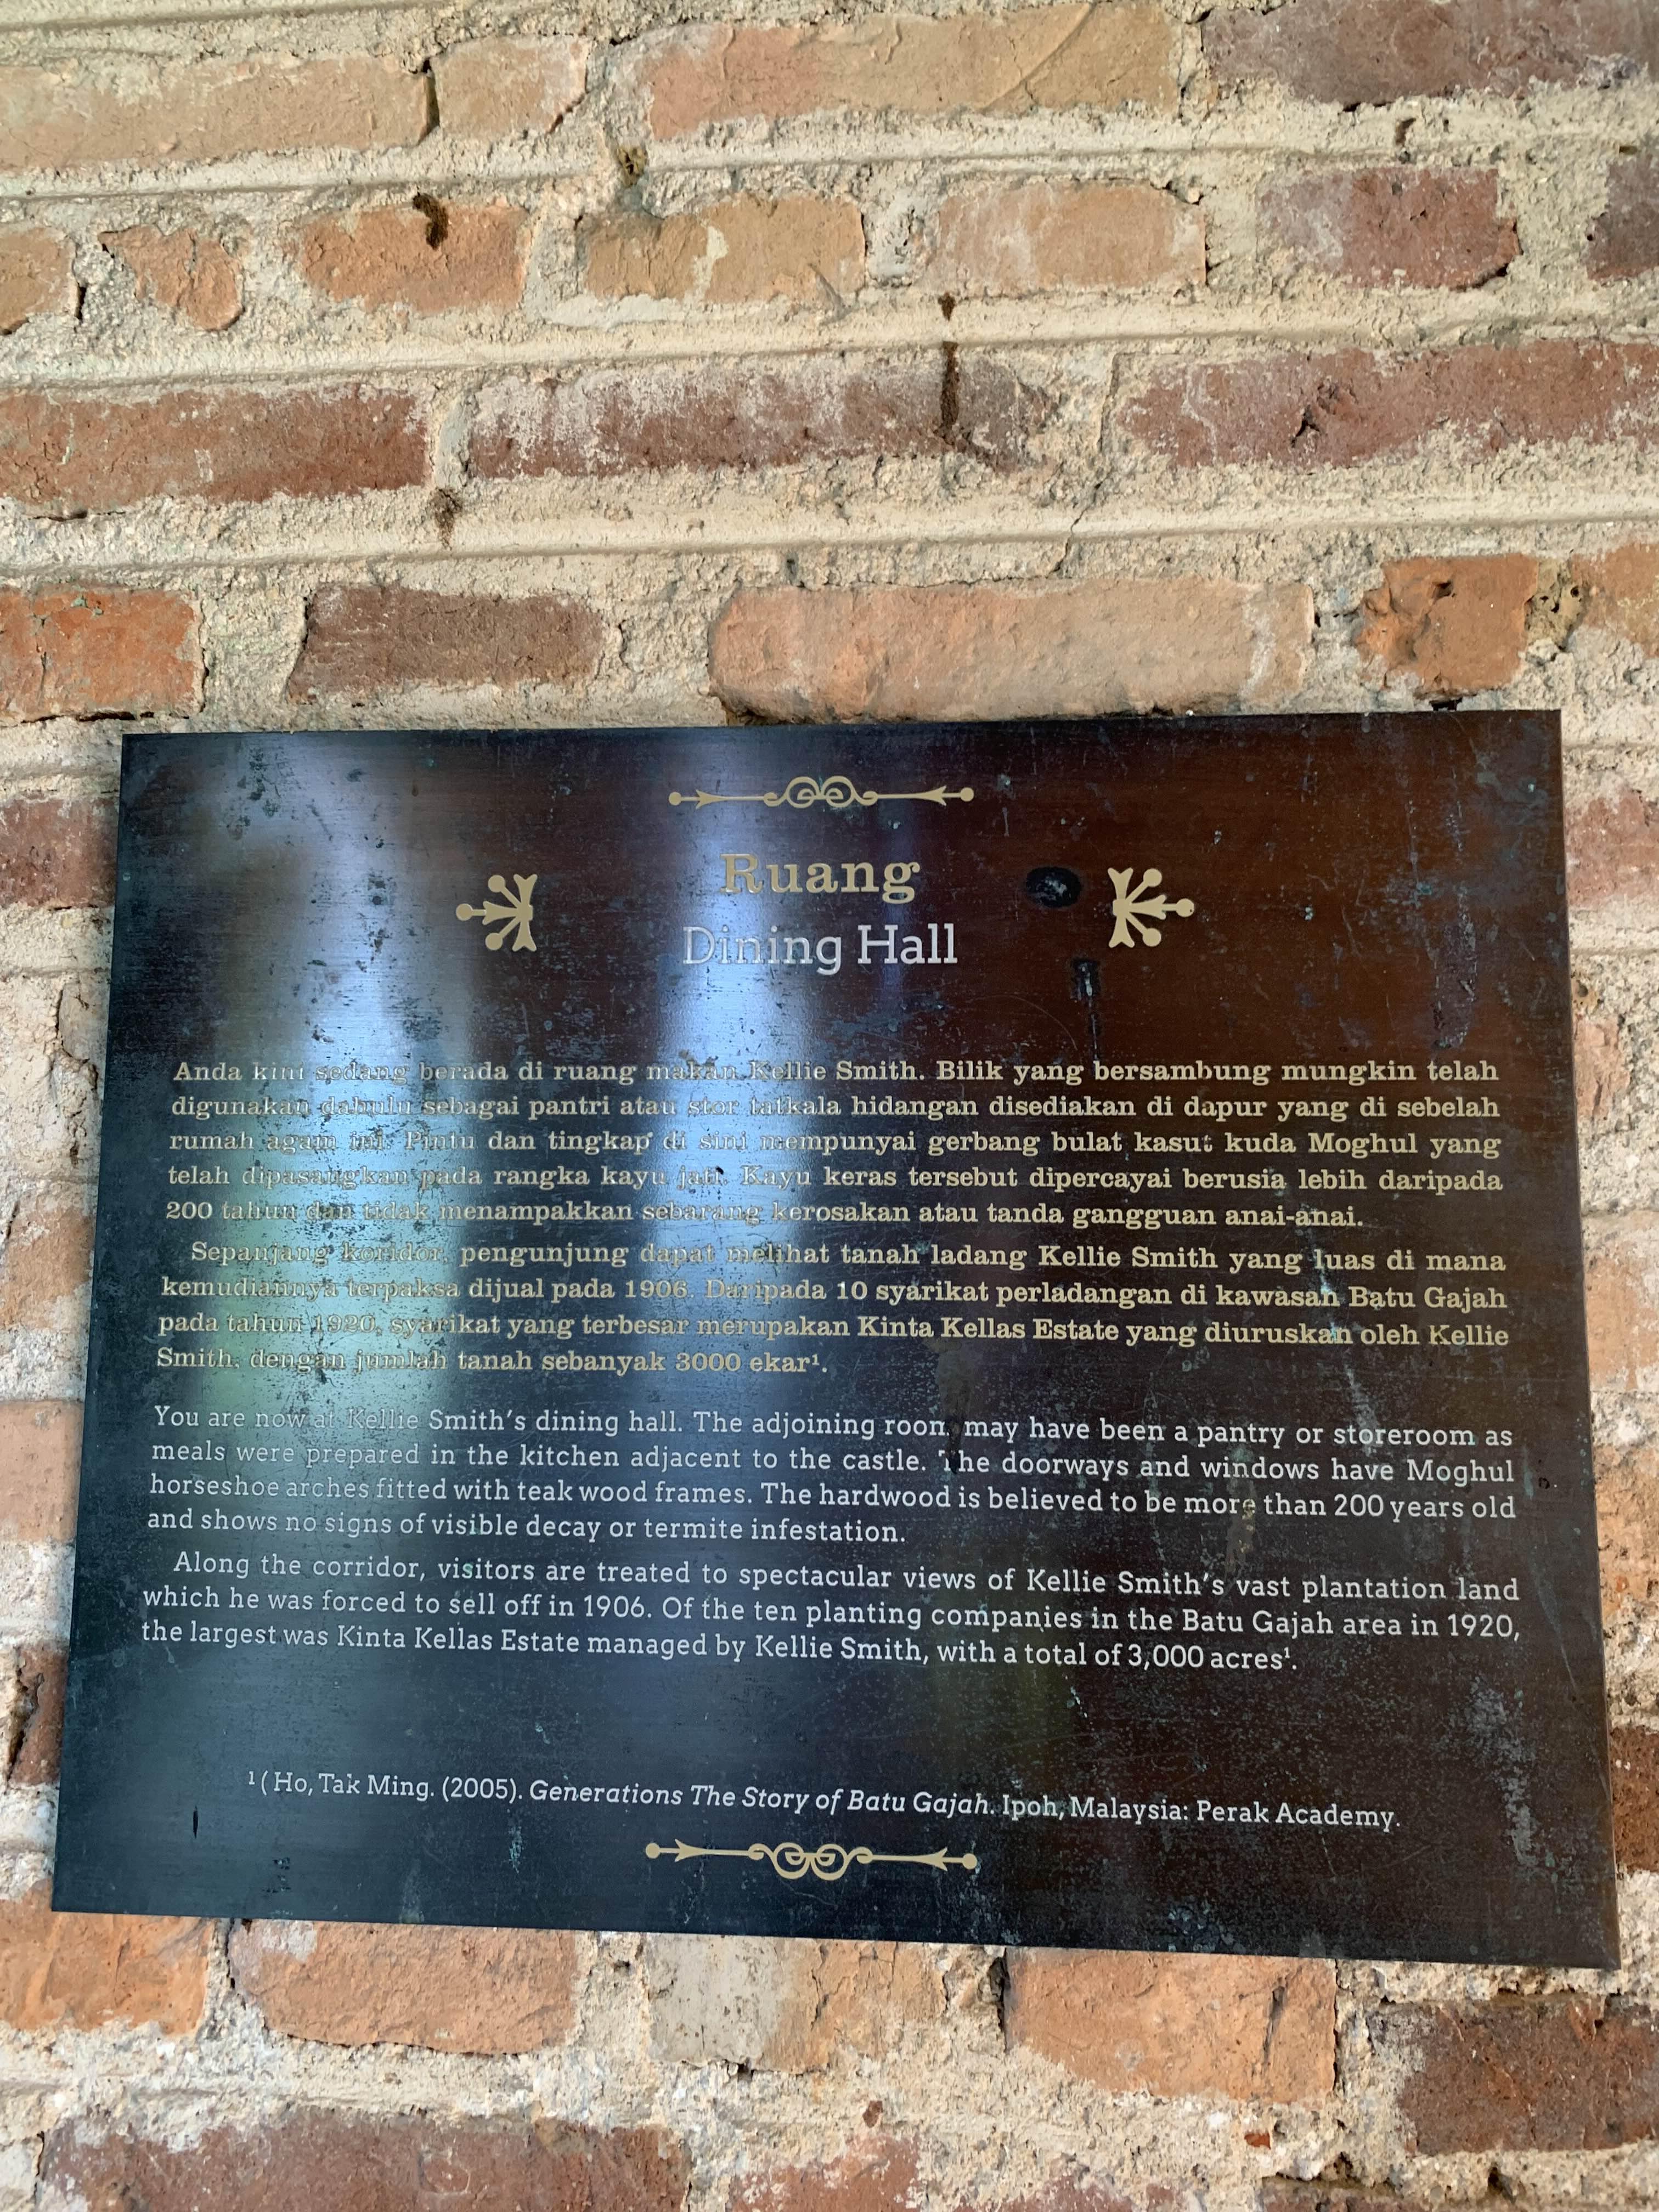 Ruang
Dining Hall
Anda kini sedang berada di ruang makan Kellie Smith. Bilik yang bersambung mungkin telah
digunakan dahulu sebagai pantri atau stor tatkala hidangan disediakan di dapur yang di sebelah
rumah agam ini. Pintu dan tingkap di sini mempunyai gerbang bulat kasut kuda Moghul yang
telah dipasangkan pada rangka kayu jati. Kayu keras tersebut dipercayai berusia lebih daripada
200 tahun dan tidak menampakkan sebarang kerosakan atau tanda gangguan anai-anai.
Sepanjang koridor, pengunjung dapat melihat tanah ladang Kellie Smith yang luas di mana
kemudiannya terpaksa dijual pada 1906. Daripada 10 syarikat perladangan di kawasan Batu Gajah
pada tahun 1920, syarikat yang terbesar merupakan Kinta Kellas Estate yang diuruskan oleh Kellie
Smith, dengan jumlah tanah sebanyak 3000 ekar¹.
You are now at Kellie Smith's dining hall. The adjoining room may have been a pantry or storeroom as
meals were prepared in the kitchen adjacent to the castle. The doorways and windows have Moghul
horseshoe arches fitted with teak wood frames. The hardwood is believed to be more than 200 years old
and shows no signs of visible decay or termite infestation.
Along the corridor, visitors are treated to spectacular views of Kellie Smith's vast plantation land
which he was forced to sell off in 1906. Of the ten planting companies in the Batu Gajah area in 1920,
the largest was Kinta Kellas Estate managed by Kellie Smith, with a total of 3,000 acres¹.
¹ ( Ho, Tak Ming. (2005). Generations The Story of Batu Gajah. Ipoh, Malaysia: Perak Academy.